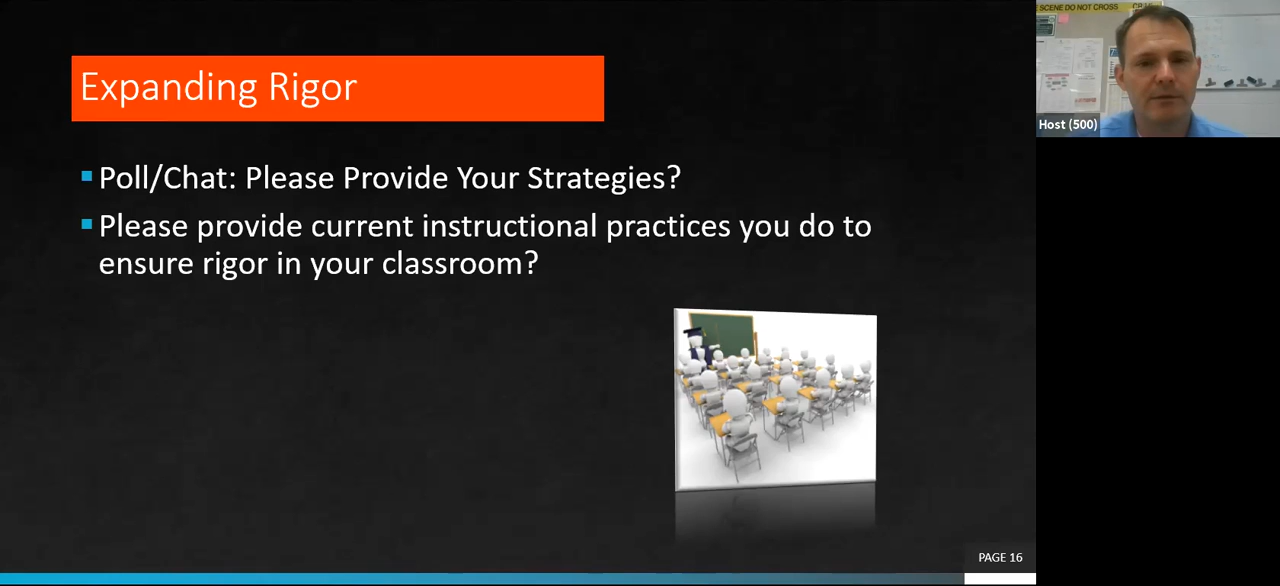 Expanding Rigor
Poll/Chat: Please Provide Your Strategies?
Please provide current instructional practices you do to
ensure rigor in your classroom?
PAGE 16
SCENE DO NOT CROSS
Host (500)